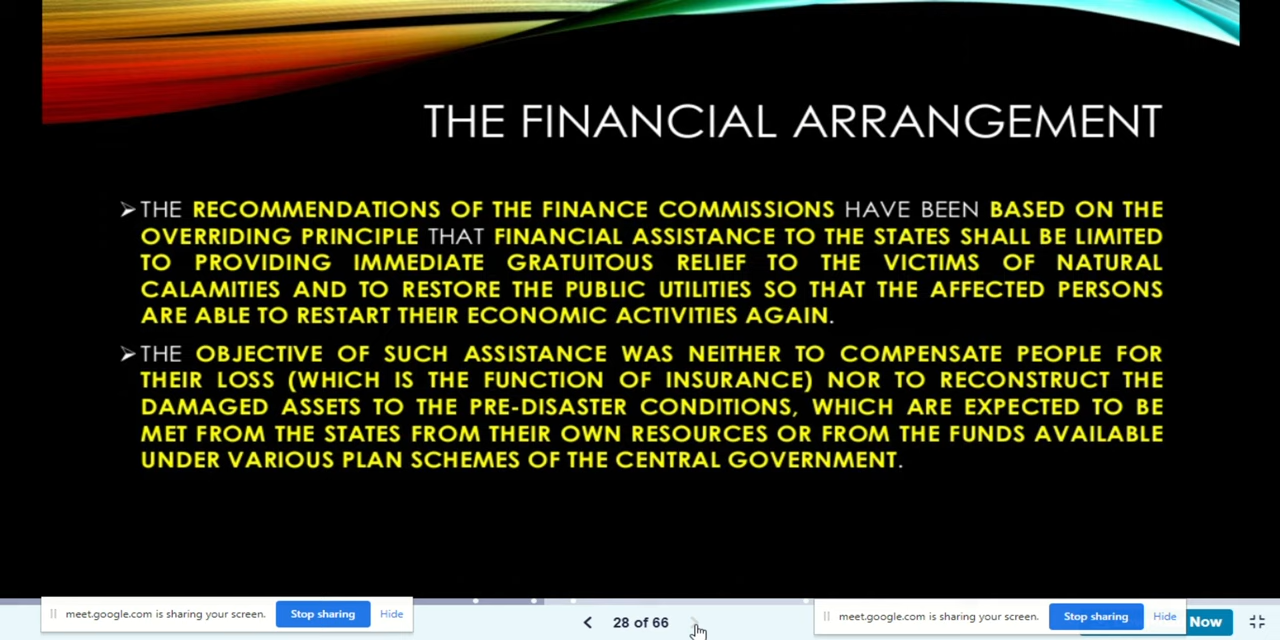 THE FINANCIAL ARRANGEMENT
➢THE RECOMMENDATIONS OF THE FINANCE COMMISSIONS HAVE BEEN BASED ON THE
OVERRIDING PRINCIPLE THAT FINANCIAL ASSISTANCE TO THE STATES SHALL BE LIMITED
TO PROVIDING IMMEDIATE GRATUITOUS RELIEF TO THE VICTIMS OF NATURAL
CALAMITIES AND TO RESTORE THE PUBLIC UTILITIES SO THAT THE AFFECTED PERSONS
ARE ABLE TO RESTART THEIR ECONOMIC ACTIVITIES AGAIN.
➢THE OBJECTIVE OF SUCH ASSISTANCE WAS NEITHER TO COMPENSATE PEOPLE FOR
THEIR LOSS (WHICH IS THE FUNCTION OF INSURANCE) NOR TO RECONSTRUCT THE
DAMAGED ASSETS TO THE PRE-DISASTER CONDITIONS, WHICH ARE EXPECTED TO BE
MET FROM THE STATES FROM THEIR OWN RESOURCES OR FROM THE FUNDS AVAILABLE
UNDER VARIOUS PLAN SCHEMES OF THE CENTRAL GOVERNMENT.
meet.google.com is sharing your screen. Stop sharing Hide
28 of 66
meet.google.com is sharing your screen. Stop sharing Hide
Now